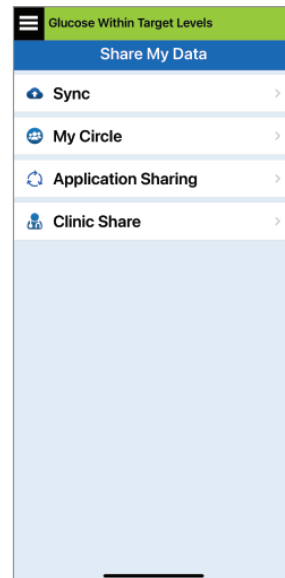 Glucose Within Target Levels
Share My Data
Sync
My Circle
Application Sharing
Clinic Share